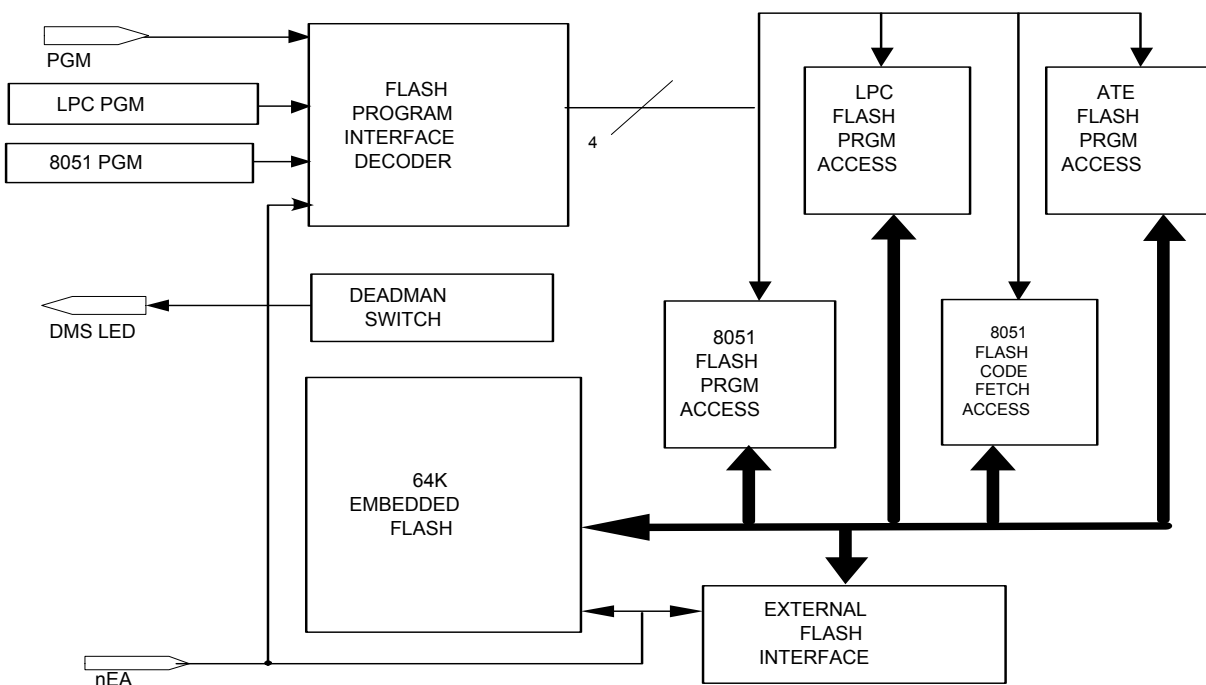 PGM
LPC PGM
8051 PGM
FLASH
PROGRAM
INTERFACE
DECODER
4
LPC
FLASH
PRGM
ACCESS
ATE
FLASH
PRGM
ACCESS
DMS LED
DEADMAN
SWITCH
8051
FLASH
PRGM
ACCESS
8051
FLASH
CODE
FETCH
ACCESS
64K
EMBEDDED
FLASH
EXTERNAL
FLASH
INTERFACE
nEA